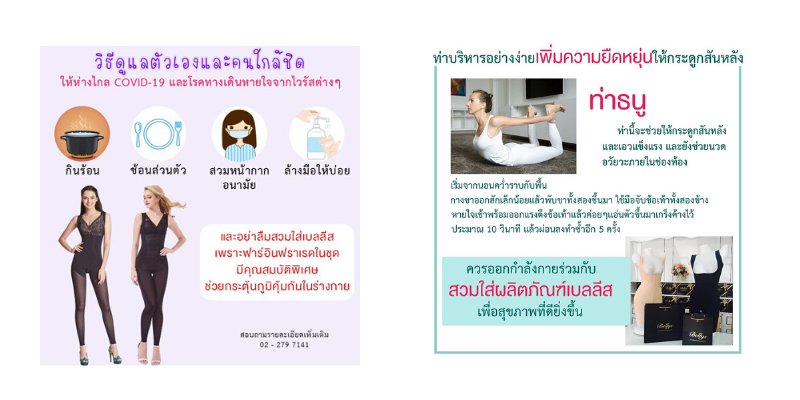 วิธีดูแลตัวเองและคนใกล้ชิด
ให้ห่างไกล COVID-19 และโรคทางเดินหายใจจากไวรัสต่างๆ
กินร้อน
ช้อนส่วนตัว
สวมหน้ากาก
อนามัย
ล้างมือให้บ่อย
และอย่าลืมสวมใส่เบลลีส
เพราะฟาร์อินฟราเรดในชุด
มีคุณสมบัติพิเศษ
ช่วยกระตุ้นภูมิคุ้มกันในร่างกาย
สอบถามรายละเอียดเพิ่มเติม
02 - 279 7141
ท่าบริหารอย่างง่ายเพิ่มความยืดหยุ่นให้กระดูกสันหลัง
ท่าธนู
ท่านี้จะช่วยให้กระดูกสันหลัง
และเอวแข็งแรง และยังช่วยนวด
อวัยวะภายในช่องท้อง
เริ่มจากนอนคว่ำราบกับพื้น
กางขาออกสักเล็กน้อยแล้วพับขาทั้งสองขึ้นมา ใช้มือจับข้อเท้าทั้งสองข้าง
หายใจเข้าพร้อมออกแรงดึงข้อเท้าแล้วค่อยๆแอ่นตัวขึ้นมาเกร็งค้างไว้
ประมาณ 10 วินาที แล้วผ่อนลงทำซ้ำอีก 5 ครั้ง
ควรออกกำลังกายร่วมกับ
สวมใส่ผลิตภัณฑ์เบลลีส
เพื่อสุขภาพที่ดียิ่งขึ้น